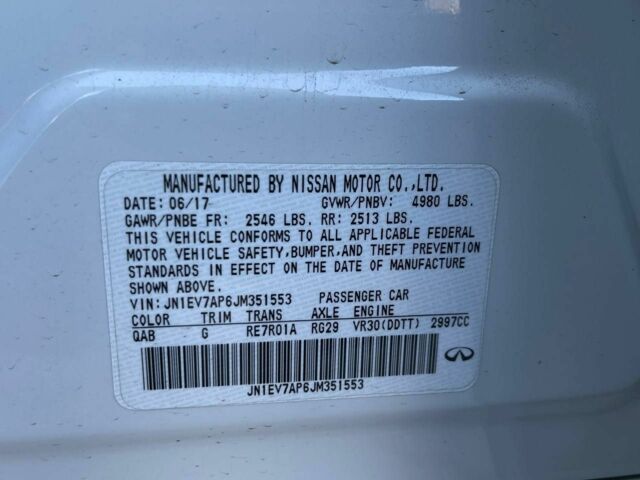 MANUFACTURED BY NISSAN MOTOR CO.,LTD.
DATE: 06/17 GVWR/PNBV: 4980 LBS.
GAWR/PNBE FR: 2546 LBS. RR: 2513 LBS.
THIS VEHICLE CONFORMS TO ALL APPLICABLE FEDERAL
MOTOR VEHICLE SAFETY, BUMPER, AND THEFT PREVENTION
STANDARDS IN EFFECT ON THE DATE OF MANUFACTURE
SHOWN ABOVE.
VIN: JN1EV7AP6JM351553 PASSENGER CAR
COLOR TRIM TRANS AXLE ENGINE
QAB G RE7R01A RG29 VR30(DDTT) 2997CC
JN1EV7AP6JM351553